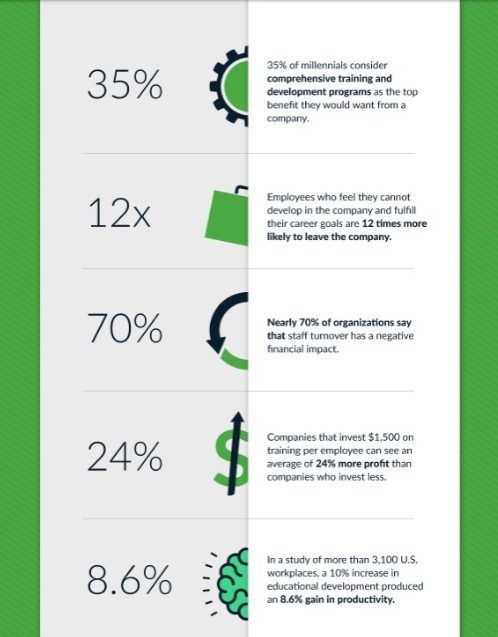 35%
35% of millennials consider
comprehensive training and
development programs as the top
benefit they would want from a
company.
12x
Employees who feel they cannot
develop in the company and fulfill
their career goals are 12 times more
likely to leave the company.
70%
Nearly 70% of organizations say
that staff turnover has a negative
financial impact.
24%
Companies that invest $1,500 on
training per employee can see an
average of 24% more profit than
companies who invest less.
8.6%
In a study of more than 3,100 U.S.
workplaces, a 10% increase in
educational development produced
an 8.6% gain in productivity.